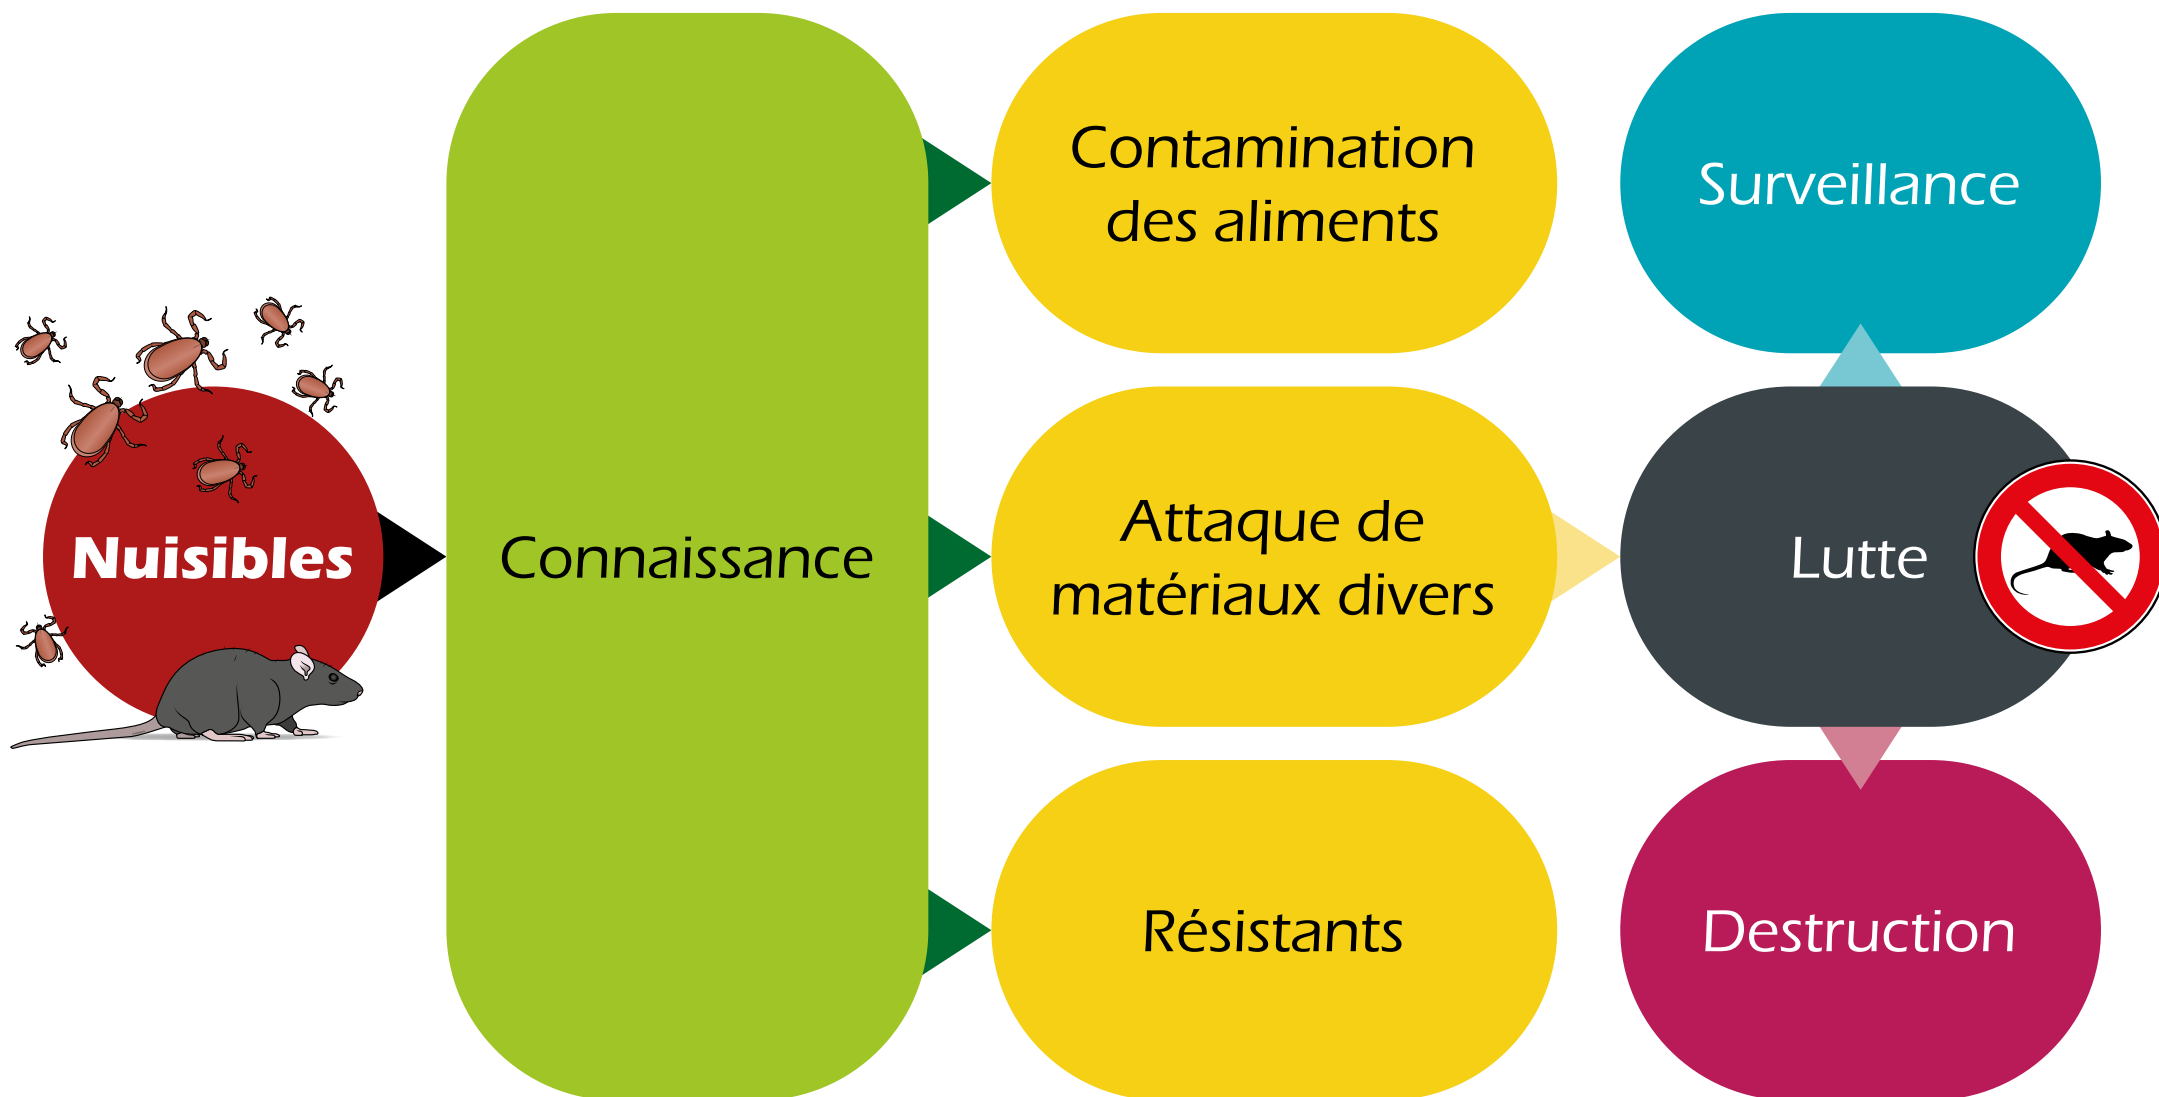 Nuisibles
Connaissance
Contamination
des aliments
Attaque de
matériaux divers
Résistants
Surveillance
Lutte
Destruction